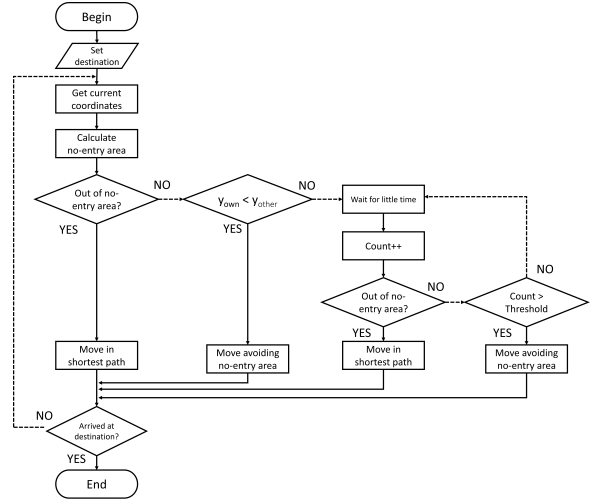 Begin
Set
destination
Get current
coordinates
Calculate
no-entry area
Out of no-
entry area?
NO
YES
yown < yother
NO
YES
Wait for little time
Count++
Out of no-
entry area?
NO
YES
Count >
Threshold
NO
YES
Move in
shortest path
Move avoiding
no-entry area
Move in
shortest path
Move avoiding
no-entry area
Arrived at
destination?
NO
YES
End